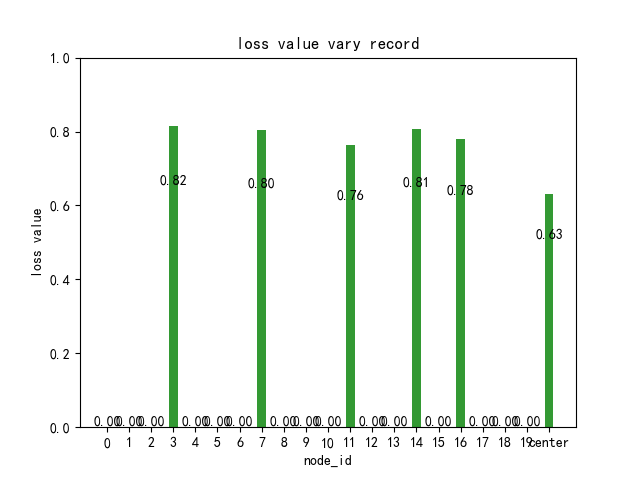 loss value vary record
1.0
0.8
0.6
0.4
0.2
0.0
loss value
0.00 0.00 0.00 0.82 0.00 0.00 0.00 0.80 0.00 0.00 0.00 0.76 0.00 0.00 0.81 0.00 0.78 0.00 0.00 0.00 0.63
0 1 2 3 4 5 6 7 8 9 10 11 12 13 14 15 16 17 18 19 center
node_id